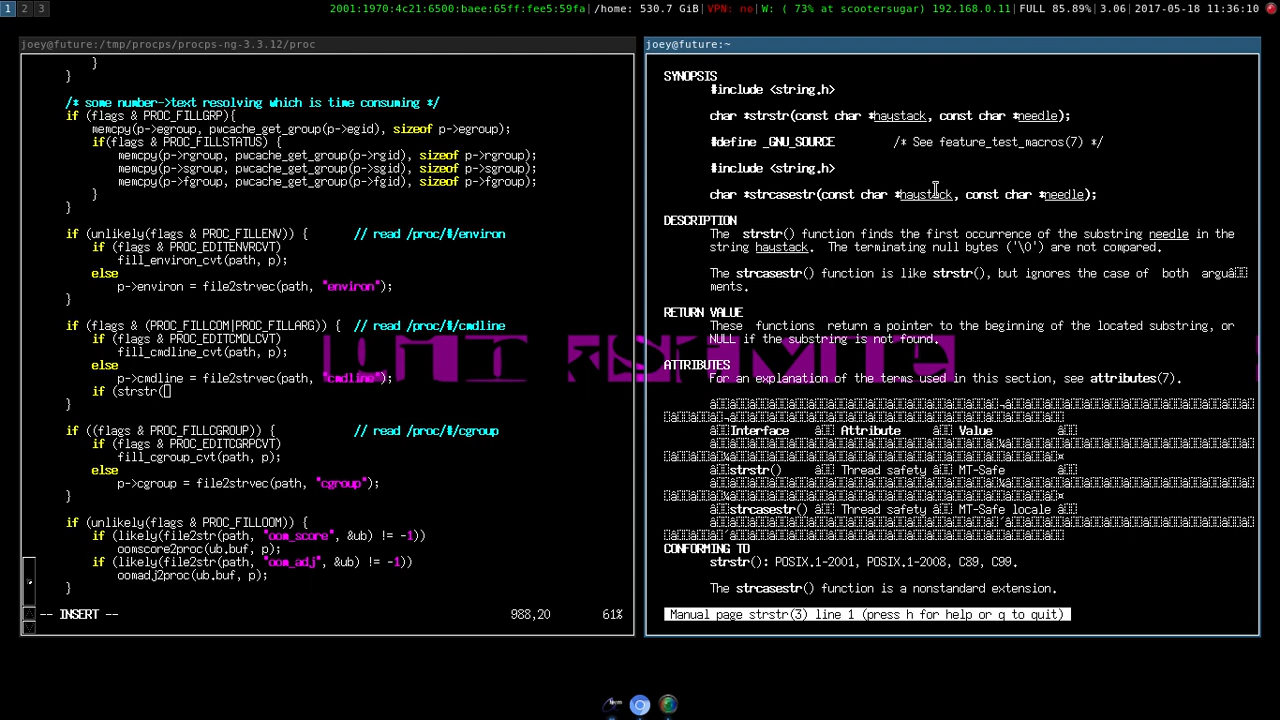 1 2 3
2001:1970:4c21:6500:baee:65ff:fee5:59fa|/home: 530.7 GiB|VPN: no|W: ( 73% at scootersugar) 192.168.0.11|FULL 85.89%|3.06|2017-05-18 11:36:10
joey@future:/tmp/procps/procps-ng-3.3.12/proc
}
}
/* some number->text resolving which is time consuming */
if (flags & PROC_FILLGRP){
memcpy(p->egroup, pwcache_get_group(p->egid), sizeof p->egroup);
if(flags & PROC_FILLSTATUS) {
memcpy(p->rgroup, pwcache_get_group(p->rgid), sizeof p->rgroup);
memcpy(p->sgroup, pwcache_get_group(p->sgid), sizeof p->sgroup);
memcpy(p->fgroup, pwcache_get_group(p->fgid), sizeof p->fgroup);
}
}
if (unlikely(flags & PROC_FILLENV)) { // read /proc/#/environ
if (flags & PROC_EDITENVRCVT)
fill_environ_cvt(path, p);
else
p->environ = file2strvec(path, "environ");
}
if (flags & (PROC_FILLCOM|PROC_FILLARG)) { // read /proc/#/cmdline
if (flags & PROC_EDITCMDLCVT)
fill_cmdline_cvt(path, p);
else
p->cmdline = file2strvec(path, "cmdline");
if (strstr(
}
if ((flags & PROC_FILLCGROUP)) { // read /proc/#/cgroup
if (flags & PROC_EDITCGRPCVT)
fill_cgroup_cvt(path, p);
else
p->cgroup = file2strvec(path, "cgroup");
}
if (unlikely(flags & PROC_FILLOOM)) {
if (likely(file2str(path, "oom_score", &ub) != -1))
oomscore2proc(ub.buf, p);
if (likely(file2str(path, "oom_adj", &ub) != -1))
oomadj2proc(ub.buf, p);
}
-- INSERT -- 988,20 61%
joey@future:~
SYNOPSIS
#include <string.h>
char *strstr(const char *haystack, const char *needle);
#define _GNU_SOURCE /* See feature_test_macros(7) */
#include <string.h>
char *strcasestr(const char *haystack, const char *needle);
DESCRIPTION
The strstr() function finds the first occurrence of the substring needle in the
string haystack. The terminating null bytes ('\0') are not compared.
The strcasestr() function is like strstr(), but ignores the case of both arguâ
ments.
RETURN VALUE
These functions return a pointer to the beginning of the located substring, or
NULL if the substring is not found.
ATTRIBUTES
For an explanation of the terms used in this section, see attributes(7).
Interface Attribute Value
strstr() Thread safety MT-Safe
strcasestr() Thread safety MT-Safe locale
CONFORMING TO
strstr(): POSIX.1-2001, POSIX.1-2008, C89, C99.
The strcasestr() function is a nonstandard extension.
Manual page strstr(3) line 1 (press h for help or q to quit)